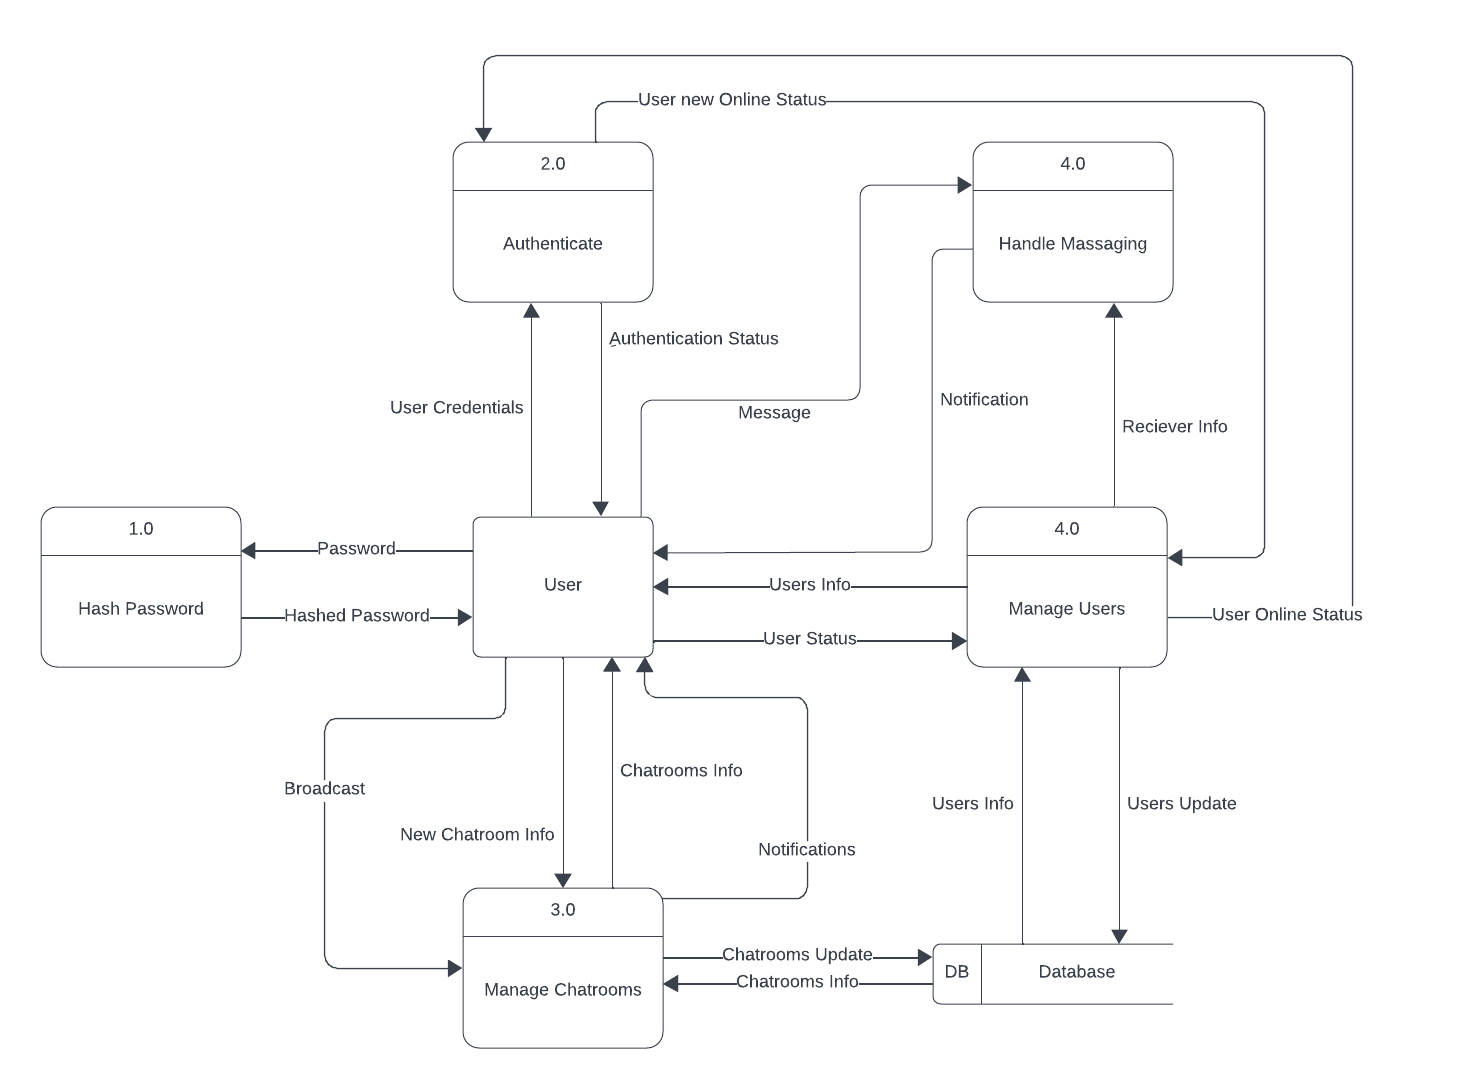 User new Online Status
2.0
Authenticate
4.0
Handle Massaging
Authentication Status
User Credentials
Message
Notification
Reciever Info
1.0
Hash Password
Password
Hashed Password
User
Users Info
User Status
4.0
Manage Users
User Online Status
Broadcast
New Chatroom Info
Chatrooms Info
Notifications
Users Info
Users Update
3.0
Manage Chatrooms
Chatrooms Update
Chatrooms Info
DB
Database